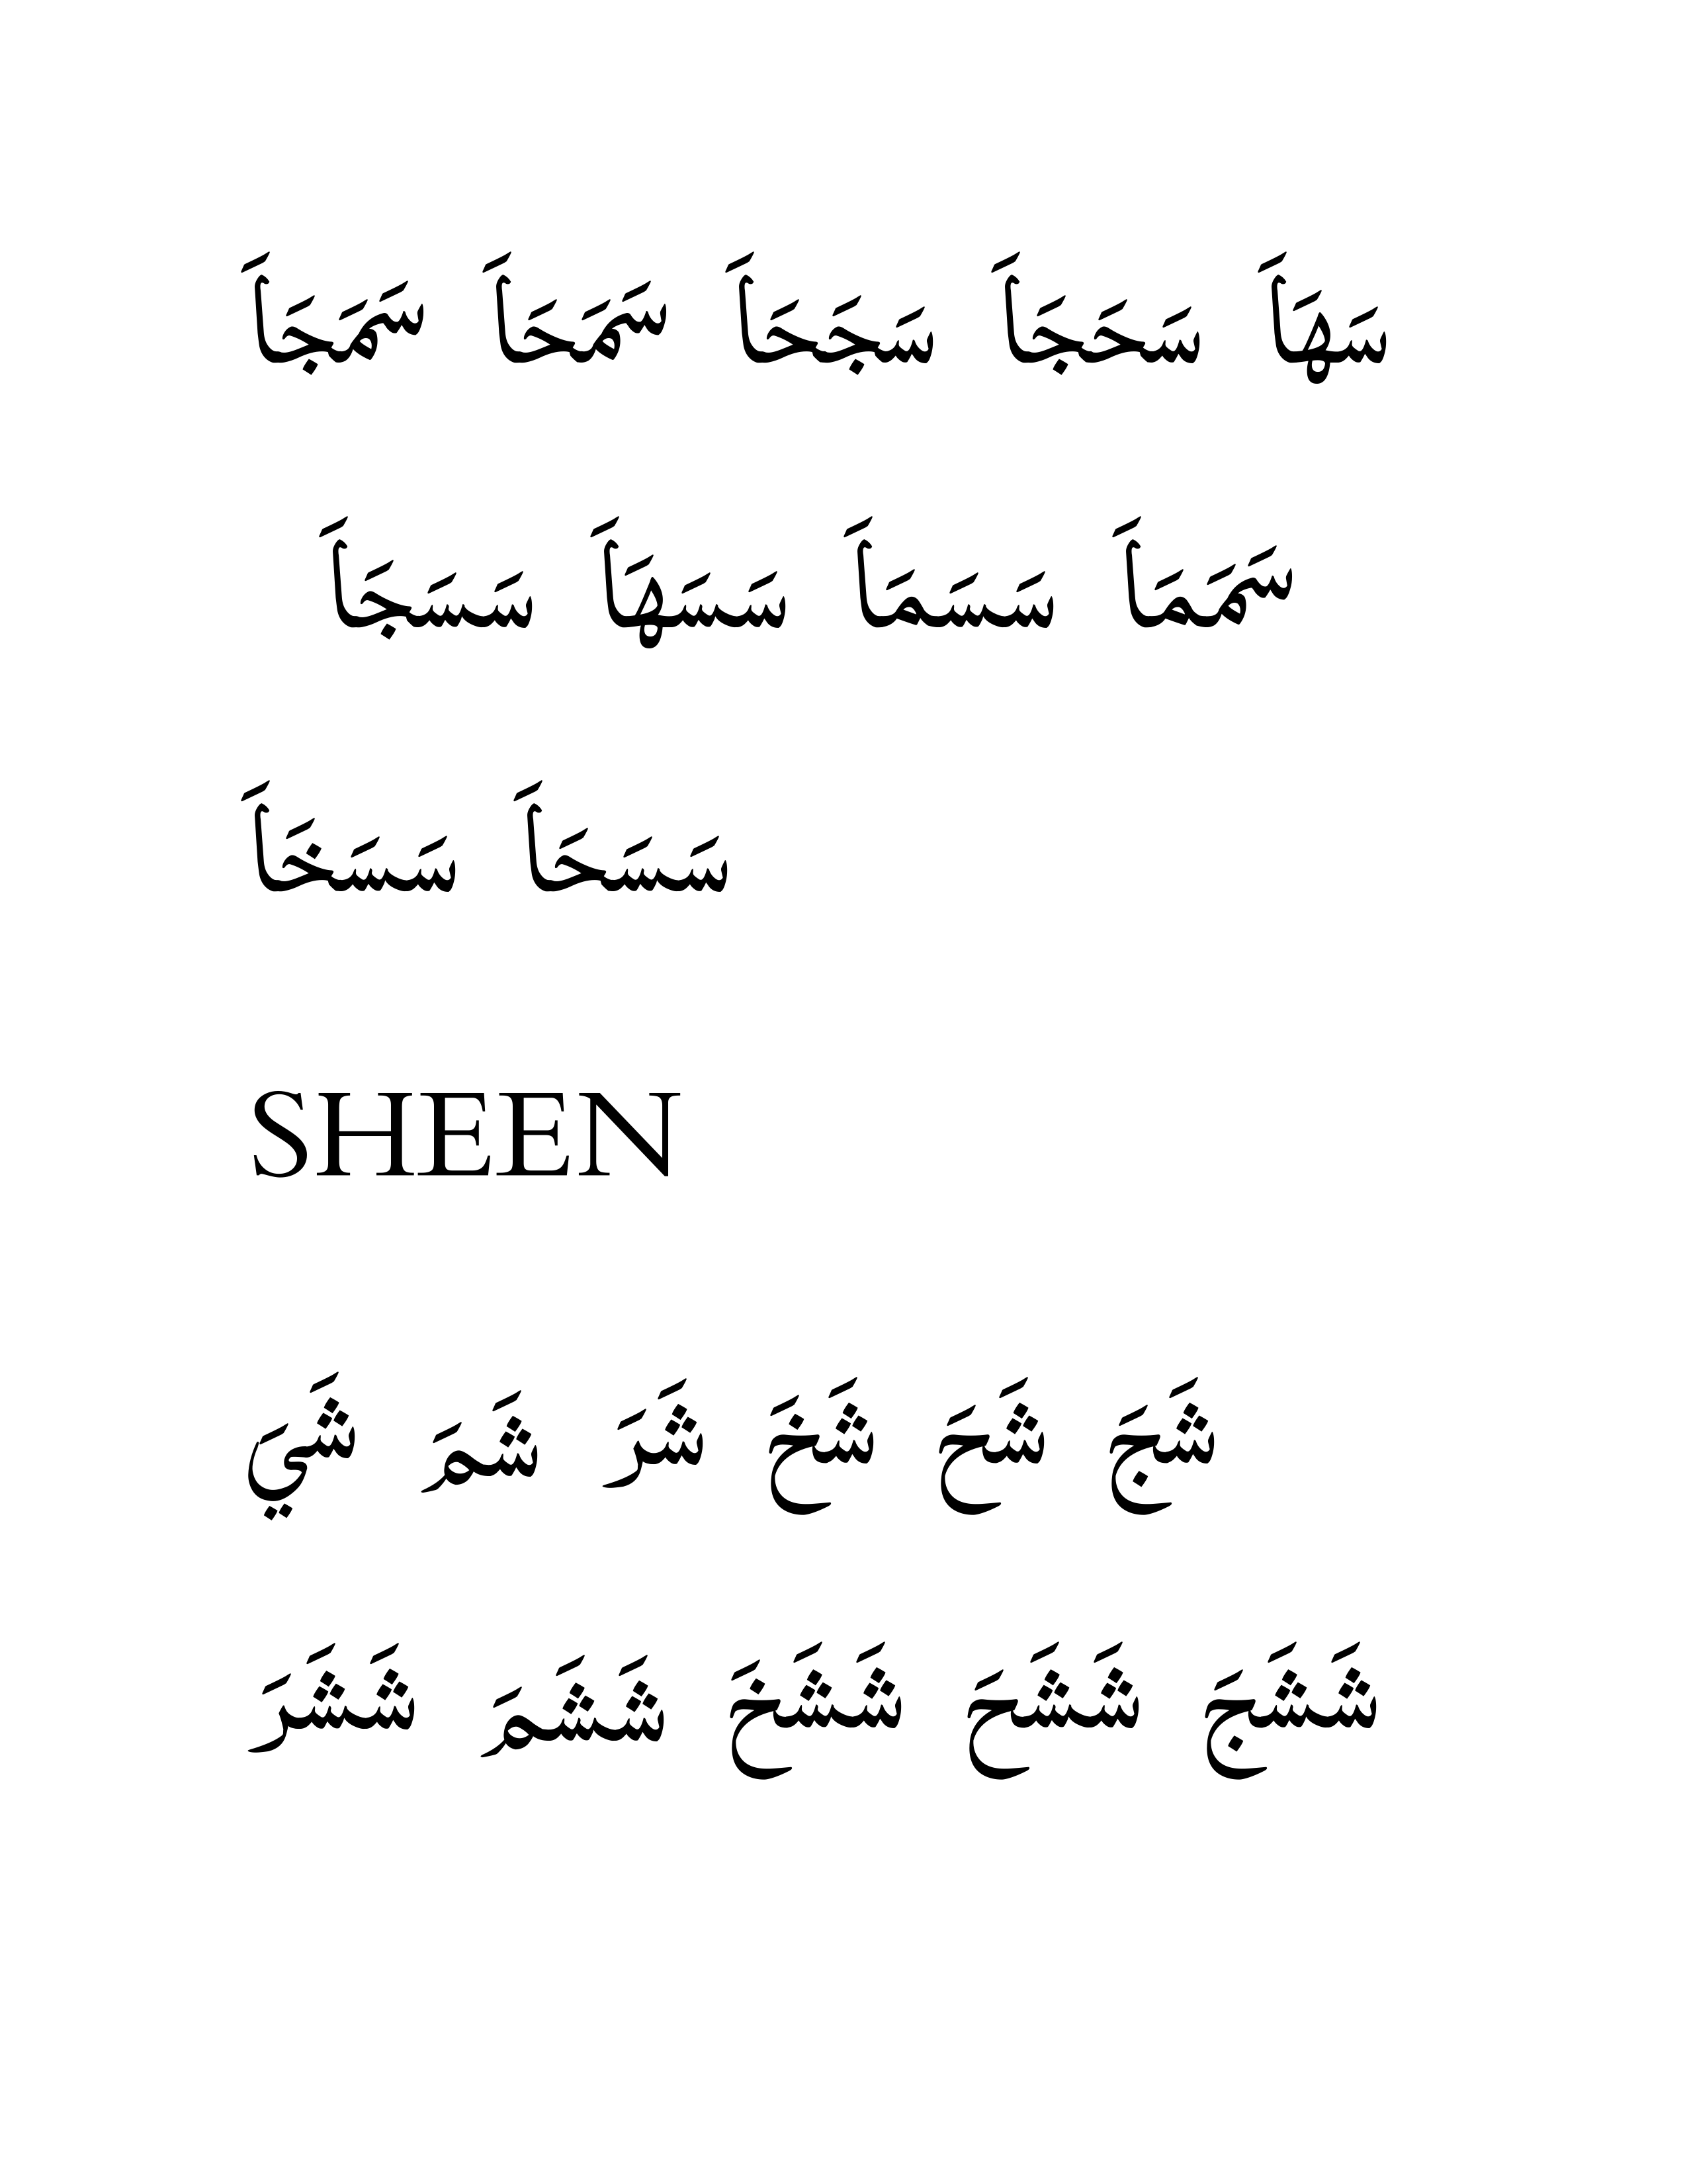 سَهَاَ سَحَجَاَ سَجَحَاَ سَمَحَاَ سَمَجَاَ
سَمَمَاَ سَسَمَاَ سَسَهَاَ سَسَجَاَ
سَسَحَاَ سَسَخَاَ
SHEEN
شَجَ شَحَ شَخَ شَرَ شَمَ شَيَ
شَشَجَ شَشَحَ شَشَخَ شَشَمَ شَشَرَ